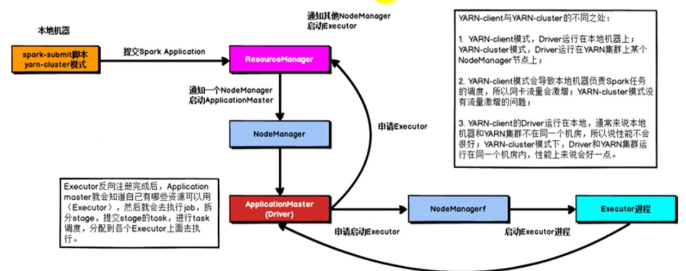 本地机器
spark-submit脚本
yarn-cluster模式
提交Spark Application
ResourceManager
通知其他NodeManager
启动Executor
通知一个NodeManager
启动ApplicationMaster
NodeManager
申请Executor
ApplicationMaster
(Driver)
申请启动Executor
NodeManagerf
启动Executor进程
Executor进程
Executor反向注册完成后，Application
master就会知道自己有哪些资源可以用
（Executor），然后就会去执行job，拆
分stage，提交stage的task，进行task
调度，分配到各个Executor上面去执
行。
YARN-client与YARN-cluster的不同之处：
1. YARN-client模式，Driver运行在本地机器上；
YARN-cluster模式，Driver运行在YARN集群上某个
NodeManager节点上；
2. YARN-client模式会导致本地机器负责Spark任务
的调度，所以网卡流量会激增；YARN-cluster模式没
有流量激增的问题；
3. YARN-client的Driver运行在本地，通常来说本地
机器和YARN集群不在同一个机房，所以说性能不会
很好；YARN-cluster模式下，Driver和YARN集群运
行在同一个机房内，性能上来说会好一点。